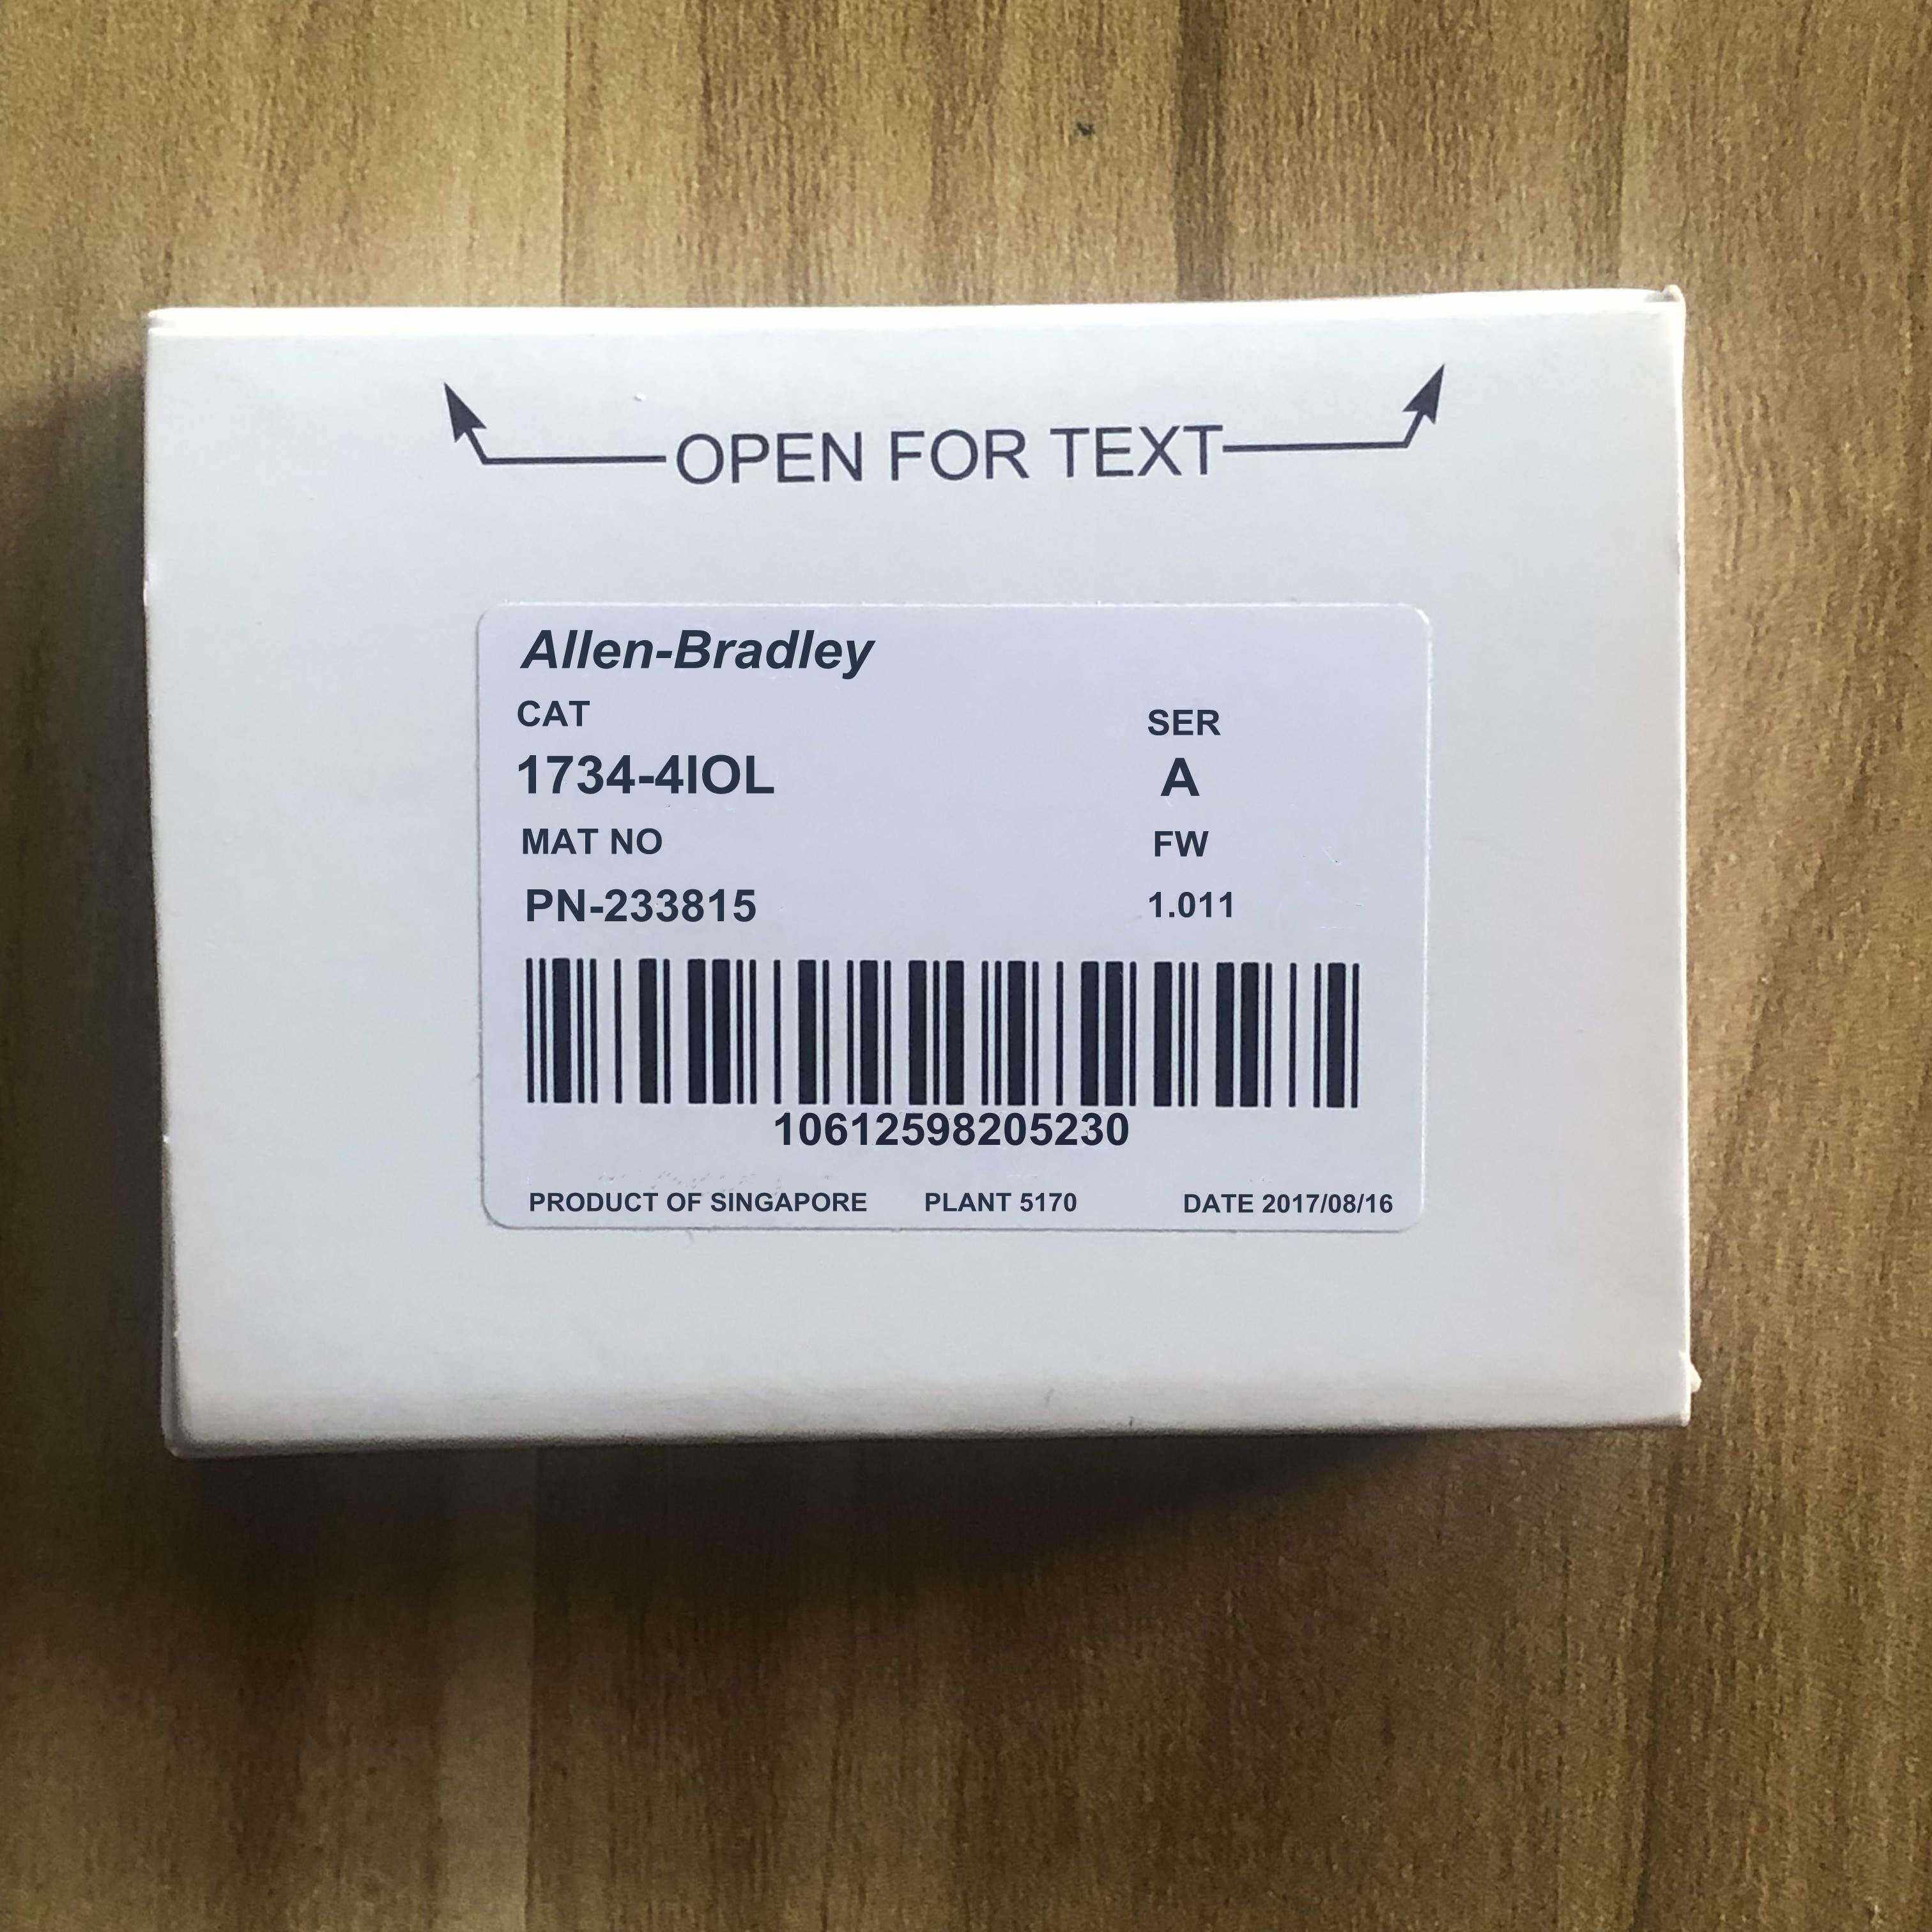 OPEN FOR TEXT
Allen-Bradley
CAT SER
1734-4IOL A
MAT NO FW
PN-233815 1.011
10612598205230
PRODUCT OF SINGAPORE PLANT 5170 DATE 2017/08/16